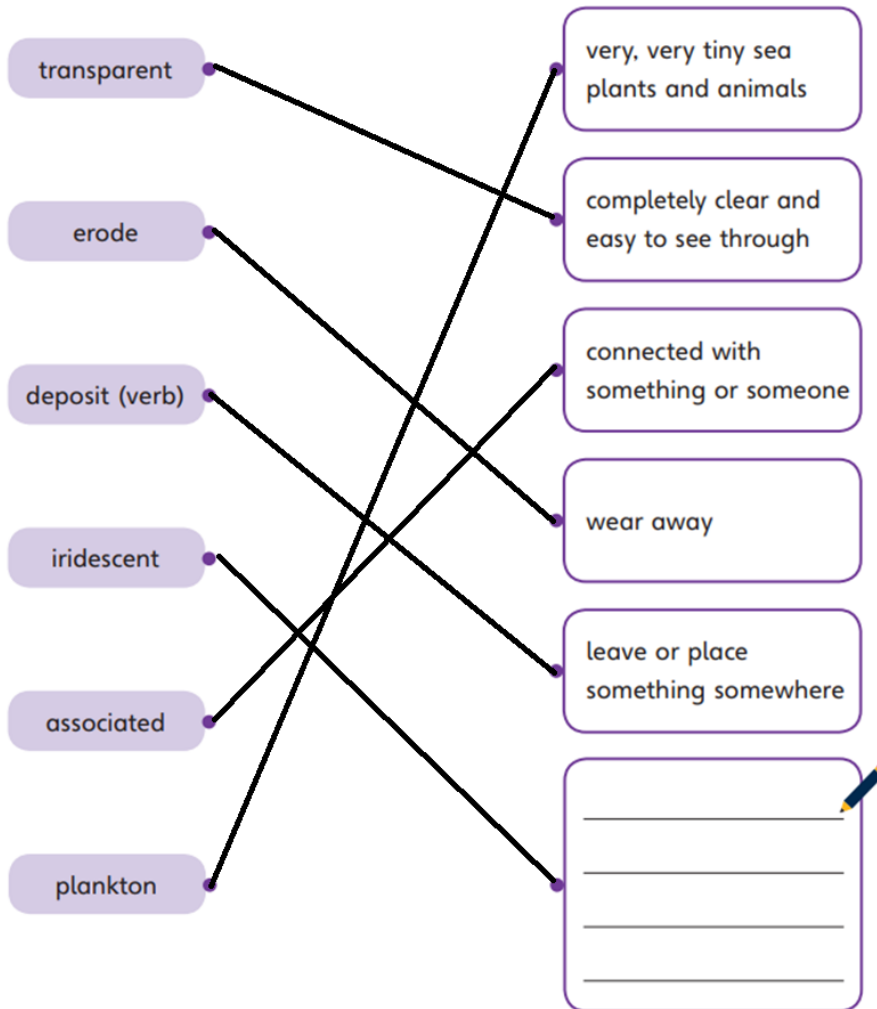 transparent
erode
deposit (verb)
iridescent
associated
plankton
very, very tiny sea
plants and animals
completely clear and
easy to see through
connected with
something or someone
wear away
leave or place
something somewhere